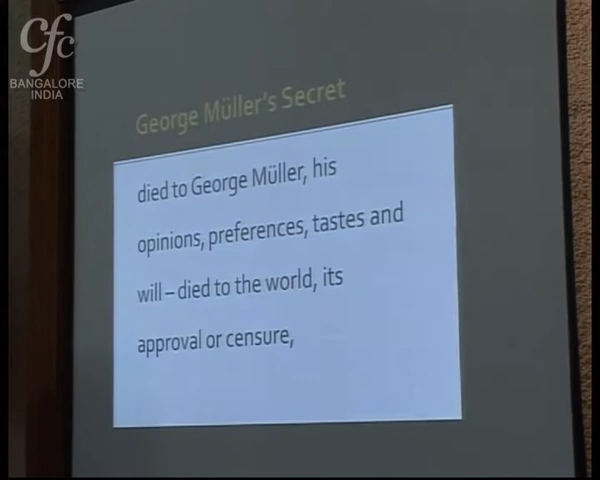 cfc
BANGALORE
INDIA
George Müller's Secret
died to George Müller, his
opinions, preferences, tastes and
will – died to the world, its
approval or censure,